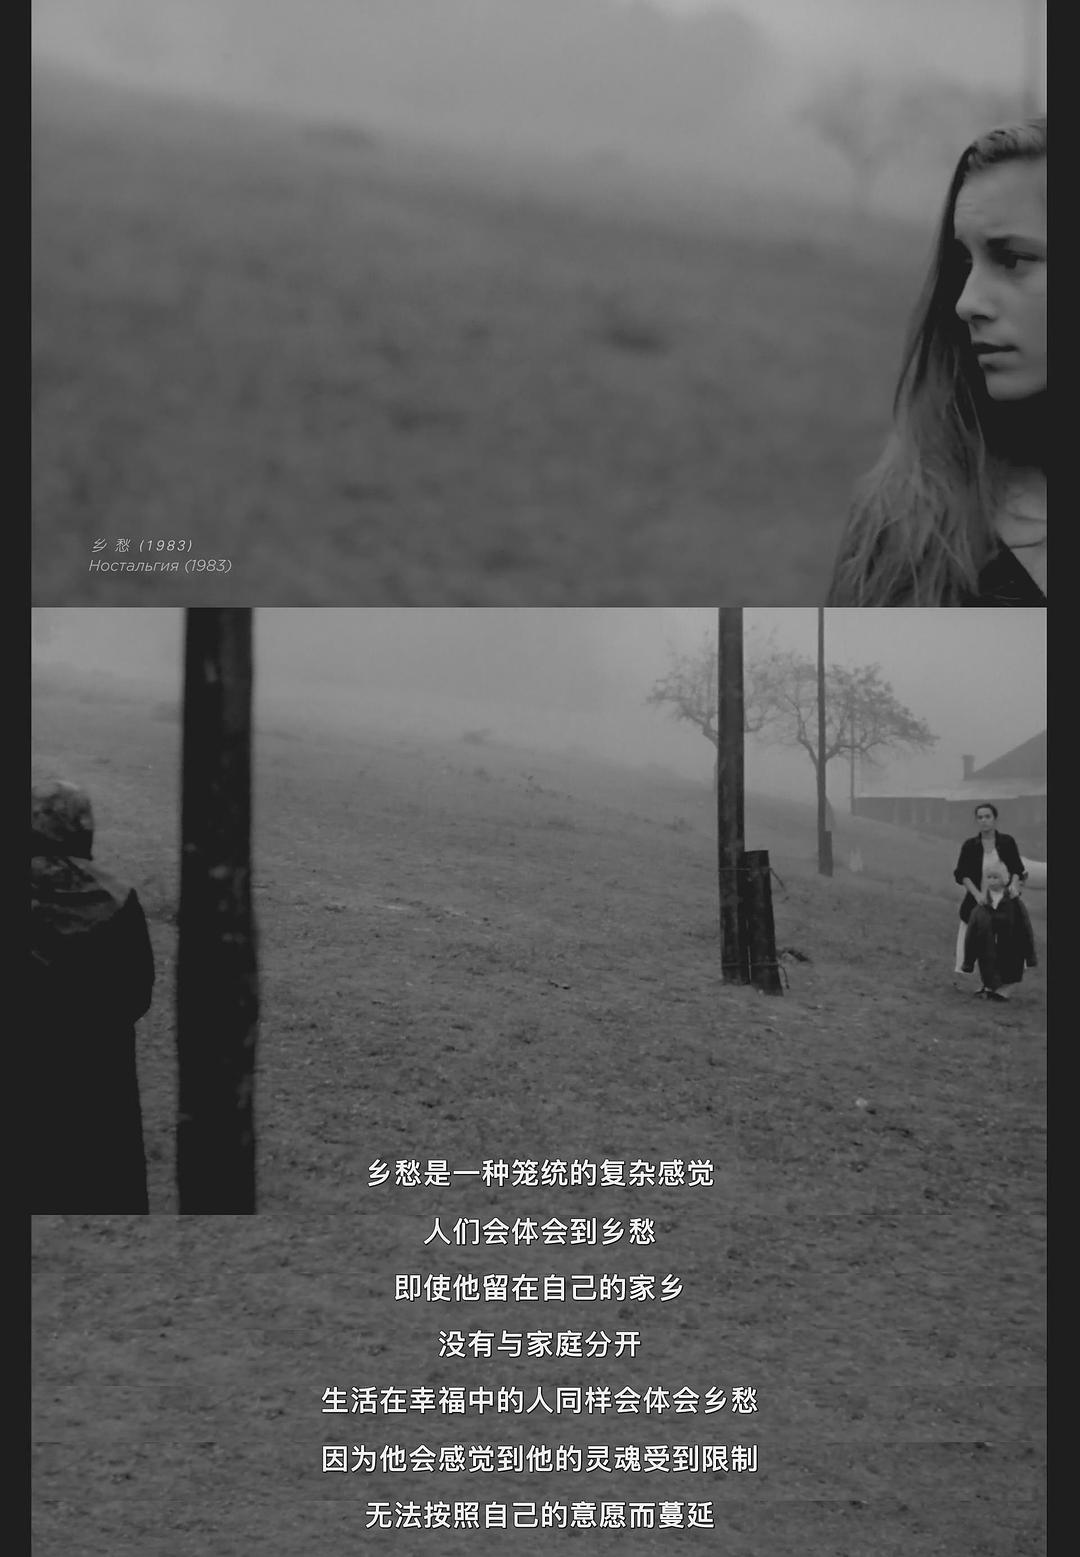 乡 愁 (1983)
Ностальгия (1983)
乡愁是一种笼统的复杂感觉
人们会体会到乡愁
即使他留在自己的家乡
没有与家庭分开
生活在幸福中的人同样会体会乡愁
因为他会感觉到他的灵魂受到限制
无法按照自己的意愿而蔓延